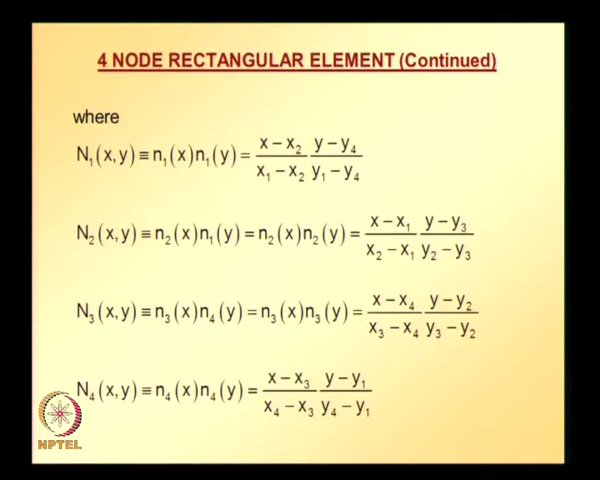 4 NODE RECTANGULAR ELEMENT (Continued)
where
N₁(x,y) ≡ n₁(x)n₁(y) = x − x₂ / x₁ − x₂ y − y₄ / y₁ − y₄
N₂(x,y) ≡ n₂(x)n₁(y) = n₂(x)n₂(y) = x − x₁ / x₂ − x₁ y − y₃ / y₂ − y₃
N₃(x,y) ≡ n₃(x)n₄(y) = n₃(x)n₃(y) = x − x₄ / x₃ − x₄ y − y₂ / y₃ − y₂
N₄(x,y) ≡ n₄(x)n₄(y) = x − x₃ / x₄ − x₃ y − y₁ / y₄ − y₁
NPTEL